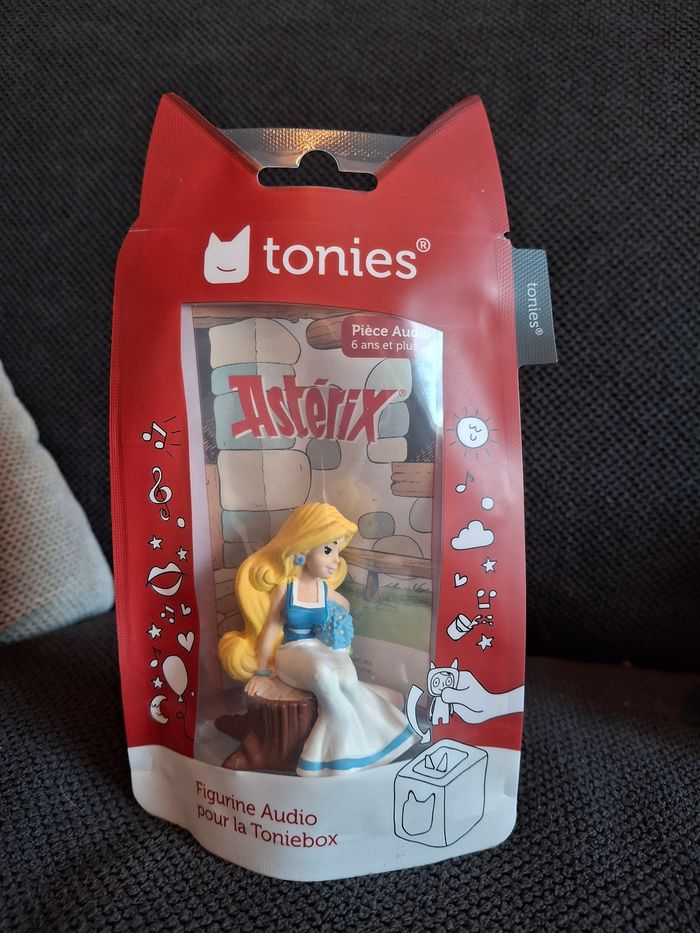 tonies®
tonies®
Pièce Audio
6 ans et plus
Astérix®
Figurine Audio
pour la Toniebox